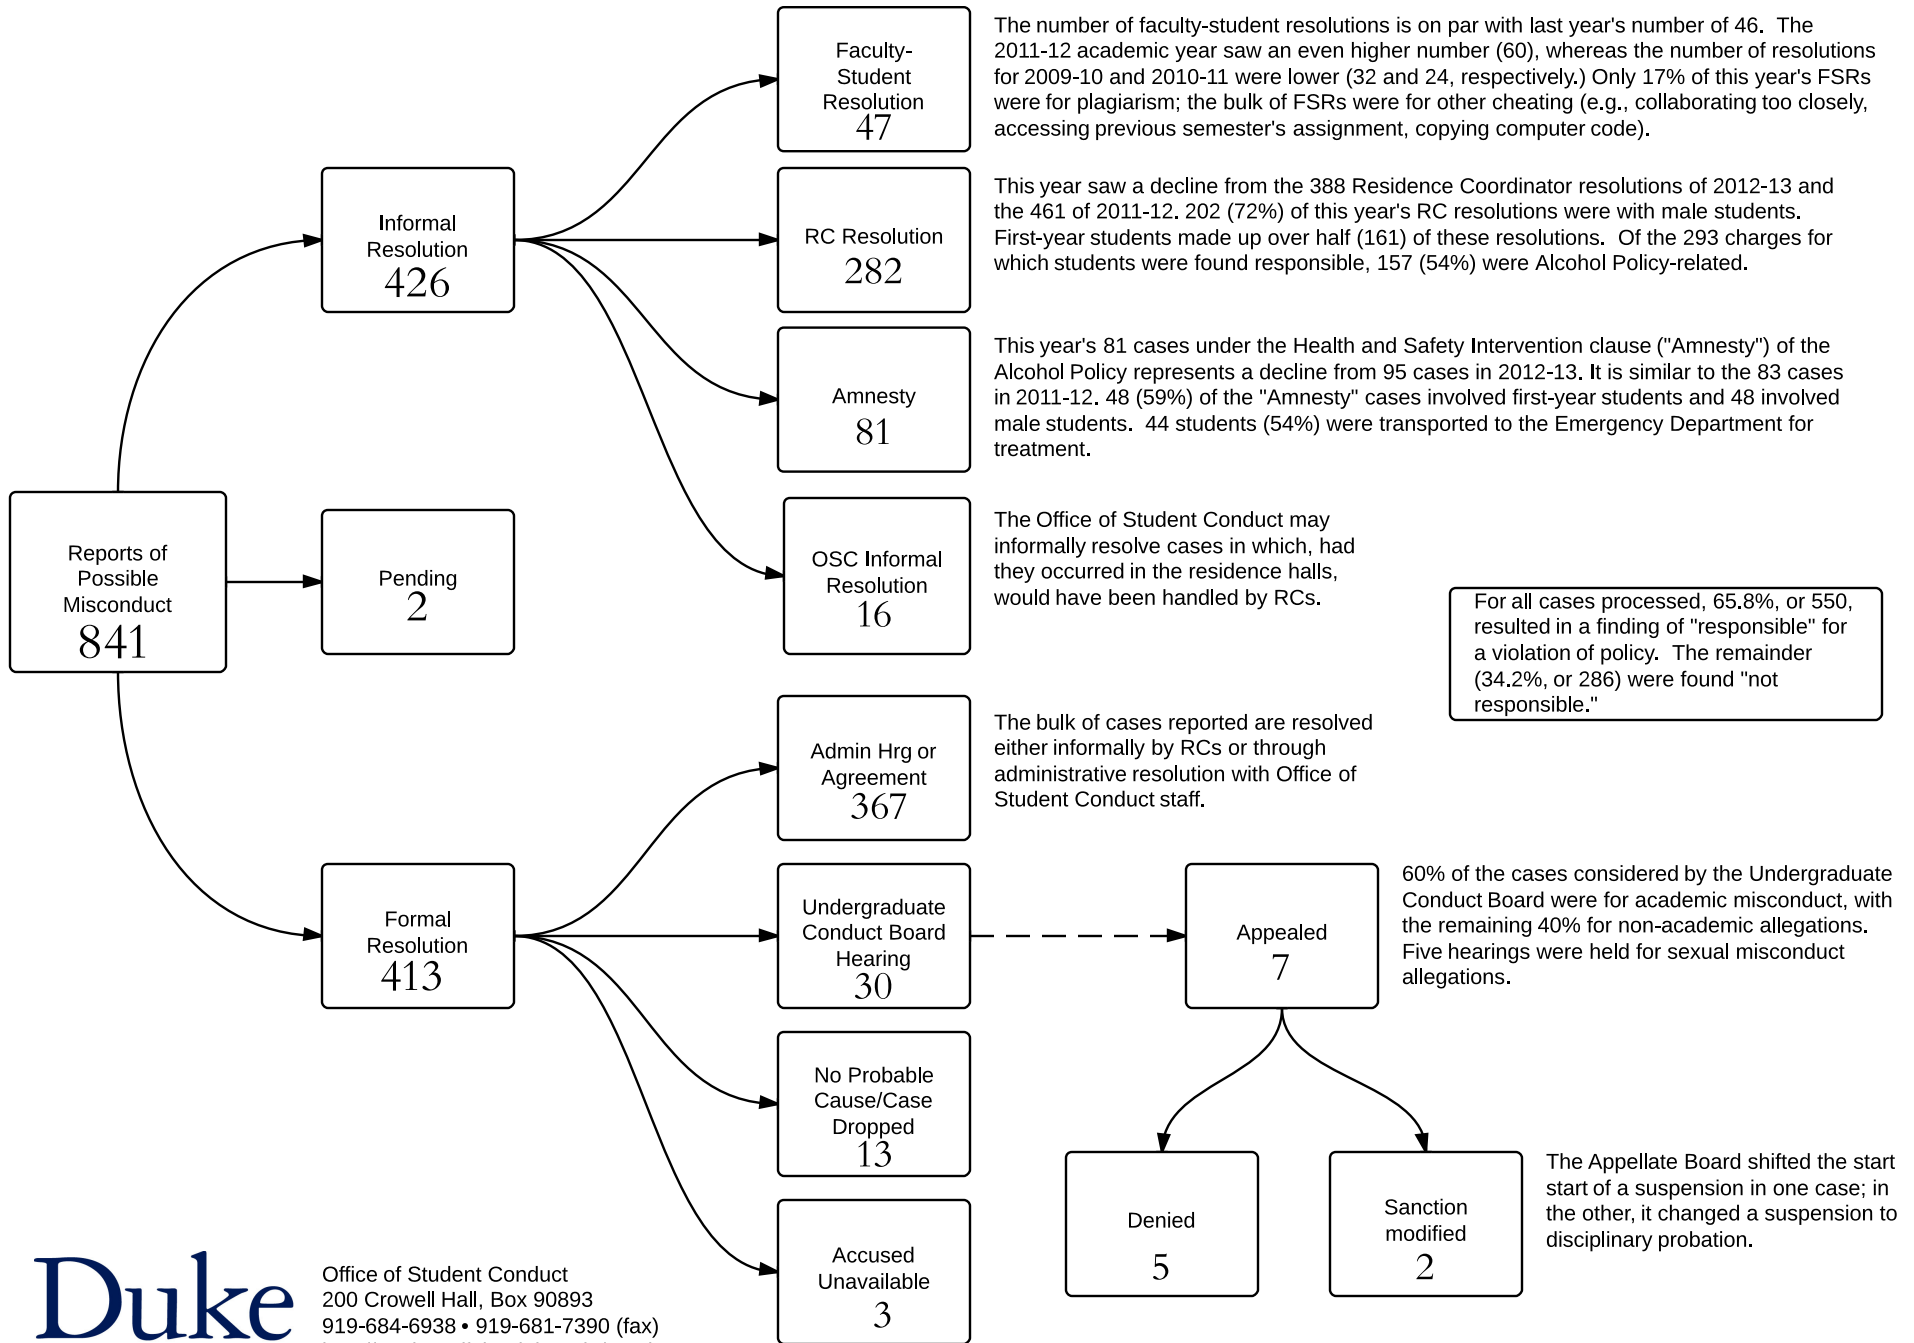 Faculty-
Student
Resolution
47
The number of faculty-student resolutions is on par with last year's number of 46.  The
2011-12 academic year saw an even higher number (60), whereas the number of resolutions
for 2009-10 and 2010-11 were lower (32 and 24, respectively.) Only 17% of this year's FSRs
were for plagiarism; the bulk of FSRs were for other cheating (e.g., collaborating too closely,
accessing previous semester's assignment, copying computer code).
Informal
Resolution
426
RC Resolution
282
This year saw a decline from the 388 Residence Coordinator resolutions of 2012-13 and
the 461 of 2011-12. 202 (72%) of this year's RC resolutions were with male students.
First-year students made up over half (161) of these resolutions.  Of the 293 charges for
which students were found responsible, 157 (54%) were Alcohol Policy-related.
Amnesty
81
This year's 81 cases under the Health and Safety Intervention clause ("Amnesty") of the
Alcohol Policy represents a decline from 95 cases in 2012-13. It is similar to the 83 cases
in 2011-12. 48 (59%) of the "Amnesty" cases involved first-year students and 48 involved
male students.  44 students (54%) were transported to the Emergency Department for
treatment.
Reports of
Possible
Misconduct
841
Pending
2
OSC Informal
Resolution
16
The Office of Student Conduct may
informally resolve cases in which, had
they occurred in the residence halls,
would have been handled by RCs.
For all cases processed, 65.8%, or 550,
resulted in a finding of "responsible" for
a violation of policy.  The remainder
(34.2%, or 286) were found "not
responsible."
Admin Hrg or
Agreement
367
The bulk of cases reported are resolved
either informally by RCs or through
administrative resolution with Office of
Student Conduct staff.
Formal
Resolution
413
Undergraduate
Conduct Board
Hearing
30
Appealed
7
60% of the cases considered by the Undergraduate
Conduct Board were for academic misconduct, with
the remaining 40% for non-academic allegations.
Five hearings were held for sexual misconduct
allegations.
No Probable
Cause/Case
Dropped
13
Denied
5
Sanction
modified
2
The Appellate Board shifted the start
start of a suspension in one case; in
the other, it changed a suspension to
disciplinary probation.
Accused
Unavailable
3
Duke
Office of Student Conduct
200 Crowell Hall, Box 90893
919-684-6938 • 919-681-7390 (fax)